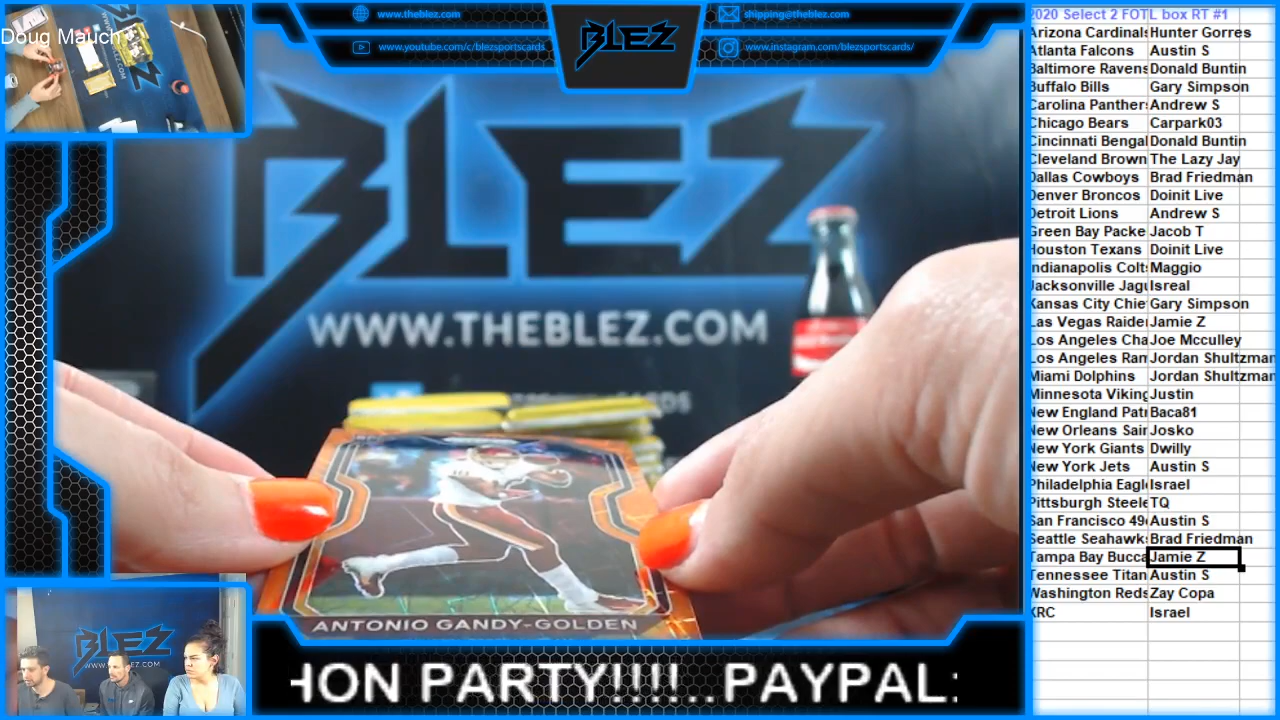 Doug Mauch
www.theblez.com
www.youtube.com/c/blezsportscards/
BLEZ
shipping@theblez.com
www.instagram.com/blezsportscards/
BLEZ
WWW.THEBLEZ.COM
ANTONIO GANDY-GOLDEN
BLEZ
WWW.THEBLEZ.COM
HON PARTY!!!!..PAYPAL:
2020 Select 2 FOTL box RT #1
Arizona Cardinals Hunter Gorres
Atlanta Falcons Austin S
Baltimore Ravens Donald Buntin
Buffalo Bills Gary Simpson
Carolina Panthers Andrew S
Chicago Bears Carpark03
Cincinnati Bengal Donald Buntin
Cleveland Brown The Lazy Jay
Dallas Cowboys Brad Friedman
Denver Broncos Doinit Live
Detroit Lions Andrew S
Green Bay Packe Jacob T
Houston Texans Doinit Live
Indianapolis Colts Maggio
Jacksonville Jagu Isreal
Kansas City Chie Gary Simpson
Las Vegas Raider Jamie Z
Los Angeles Cha Joe Mcculley
Los Angeles Ram Jordan Shultzman
Miami Dolphins Jordan Shultzman
Minnesota Viking Justin
New England Patr Baca81
New Orleans Sain Josko
New York Giants Dwilly
New York Jets Austin S
Philadelphia Eagle Israel
Pittsburgh Steele TQ
San Francisco 49e Austin S
Seattle Seahawks Brad Friedman
Tampa Bay Bucca Jamie Z
Tennessee Titan Austin S
Washington Reds Zay Copa
XRC Israel